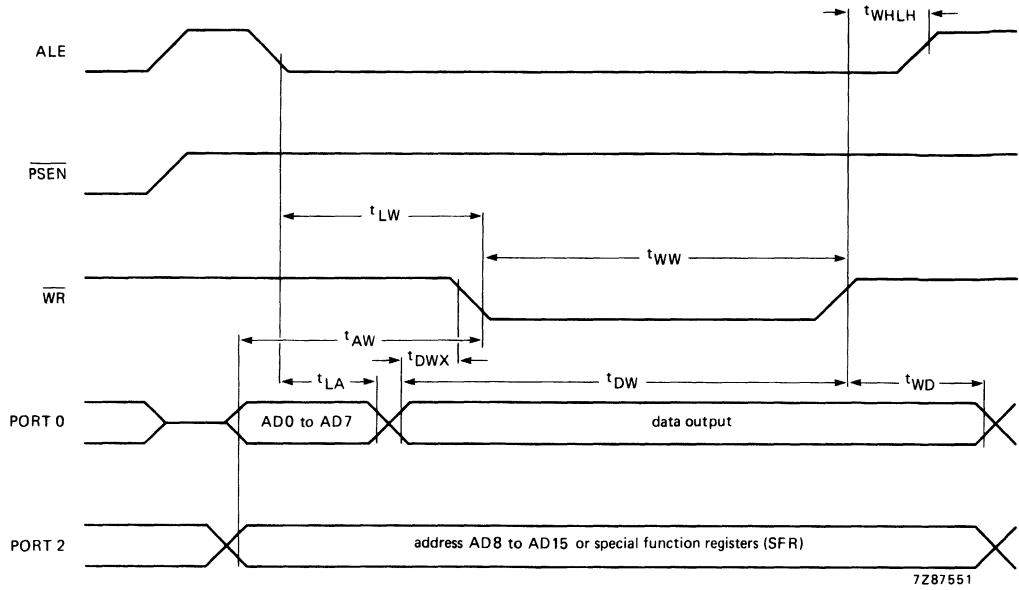 tWHLH
ALE
PSEN
tLW
tWW
WR
tAW
tDWX
tLA
tDW
tWD
PORT 0
AD0 to AD7
data output
PORT 2
address AD8 to AD15 or special function registers (SFR)
7Z87551